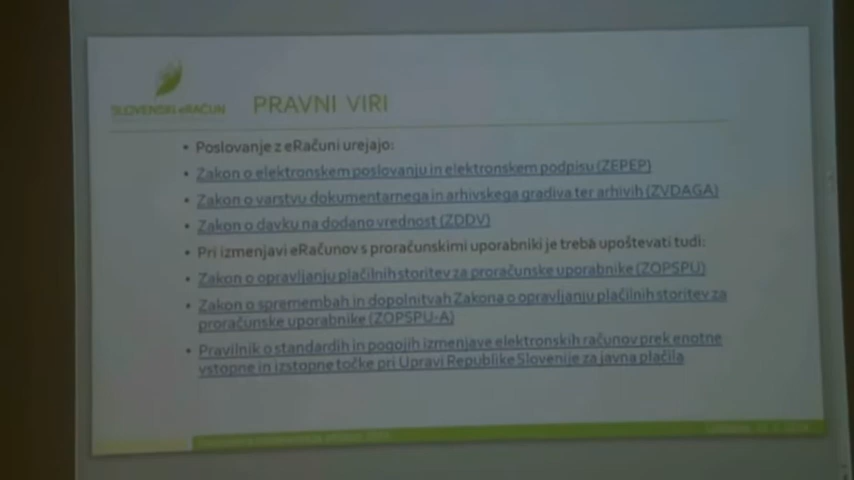 SLOVENSKI eRAČUN
PRAVNI VIRI
• Poslovanje z eRačuni urejajo:
• Zakon o elektronskem poslovanju in elektronskem podpisu (ZEPEP)
• Zakon o varstvu dokumentarnega in arhivskega gradiva ter arhivih (ZVDAGA)
• Zakon o davku na dodano vrednost (ZDDV)
• Pri izmenjavi eRačunov s proračunskimi uporabniki je treba upoštevati tudi:
• Zakon o opravljanju plačilnih storitev za proračunske uporabnike (ZOPSPU)
• Zakon o spremembah in dopolnitvah Zakona o opravljanju plačilnih storitev za
proračunske uporabnike (ZOPSPU-A)
• Pravilnik o standardih in pogojih izmenjave elektronskih računov prek enotne
vstopne in izstopne točke pri Upravi Republike Slovenije za javna plačila